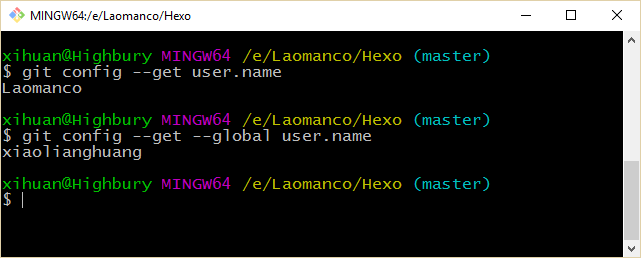 MINGW64:/e/Laomanco/Hexo
xihuan@Highbury MINGW64 /e/Laomanco/Hexo (master)
$ git config --get user.name
Laomanco
xihuan@Highbury MINGW64 /e/Laomanco/Hexo (master)
$ git config --get --global user.name
xiaolianghuang
xihuan@Highbury MINGW64 /e/Laomanco/Hexo (master)
$